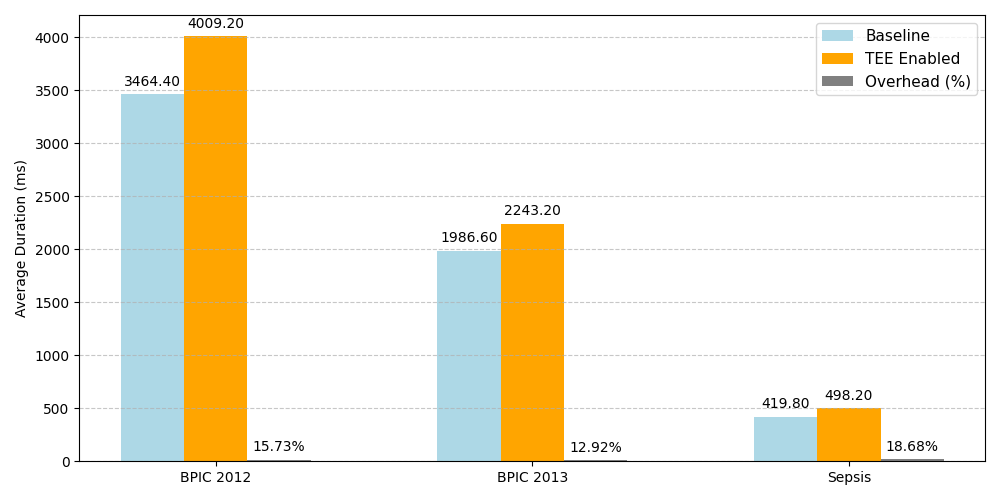 4009.20
3464.40
2243.20
1986.60
498.20
419.80
15.73%
12.92%
18.68%
Baseline
TEE Enabled
Overhead (%)
Average Duration (ms)
4000
3500
3000
2500
2000
1500
1000
500
0
BPIC 2012
BPIC 2013
Sepsis